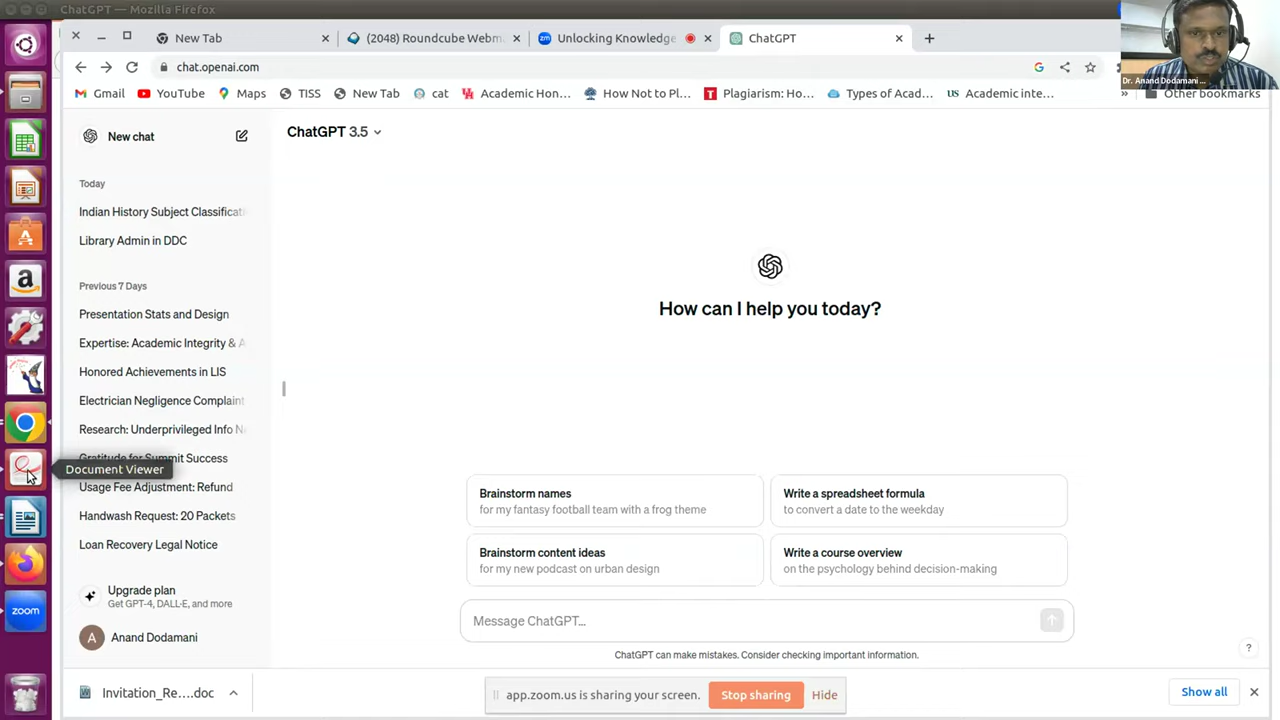 ChatGPT — Mozilla Firefox
New Tab
(2048) Roundcube Webm
Unlocking Knowledge
ChatGPT
chat.openai.com
Gmail
YouTube
Maps
TISS
New Tab
cat
Academic Hon...
How Not to Pl...
Plagiarism: Ho...
Types of Acad...
Academic inte...
»
Other bookmarks
Dr. Anand Dodamani ...
New chat
ChatGPT 3.5
Today
Indian History Subject Classificat
Library Admin in DDC
Previous 7 Days
Presentation Stats and Design
Expertise: Academic Integrity & A
Honored Achievements in LIS
Electrician Negligence Complaint
Research: Underprivileged Info N
Gratitude for Summit Success
Document Viewer
Usage Fee Adjustment: Refund
Handwash Request: 20 Packets
Loan Recovery Legal Notice
Upgrade plan
Get GPT-4, DALL·E, and more
A
Anand Dodamani
How can I help you today?
Brainstorm names
for my fantasy football team with a frog theme
Write a spreadsheet formula
to convert a date to the weekday
Brainstorm content ideas
for my new podcast on urban design
Write a course overview
on the psychology behind decision-making
Message ChatGPT...
ChatGPT can make mistakes. Consider checking important information.
?
zoom
Invitation_Re....doc
app.zoom.us is sharing your screen.
Stop sharing
Hide
Show all